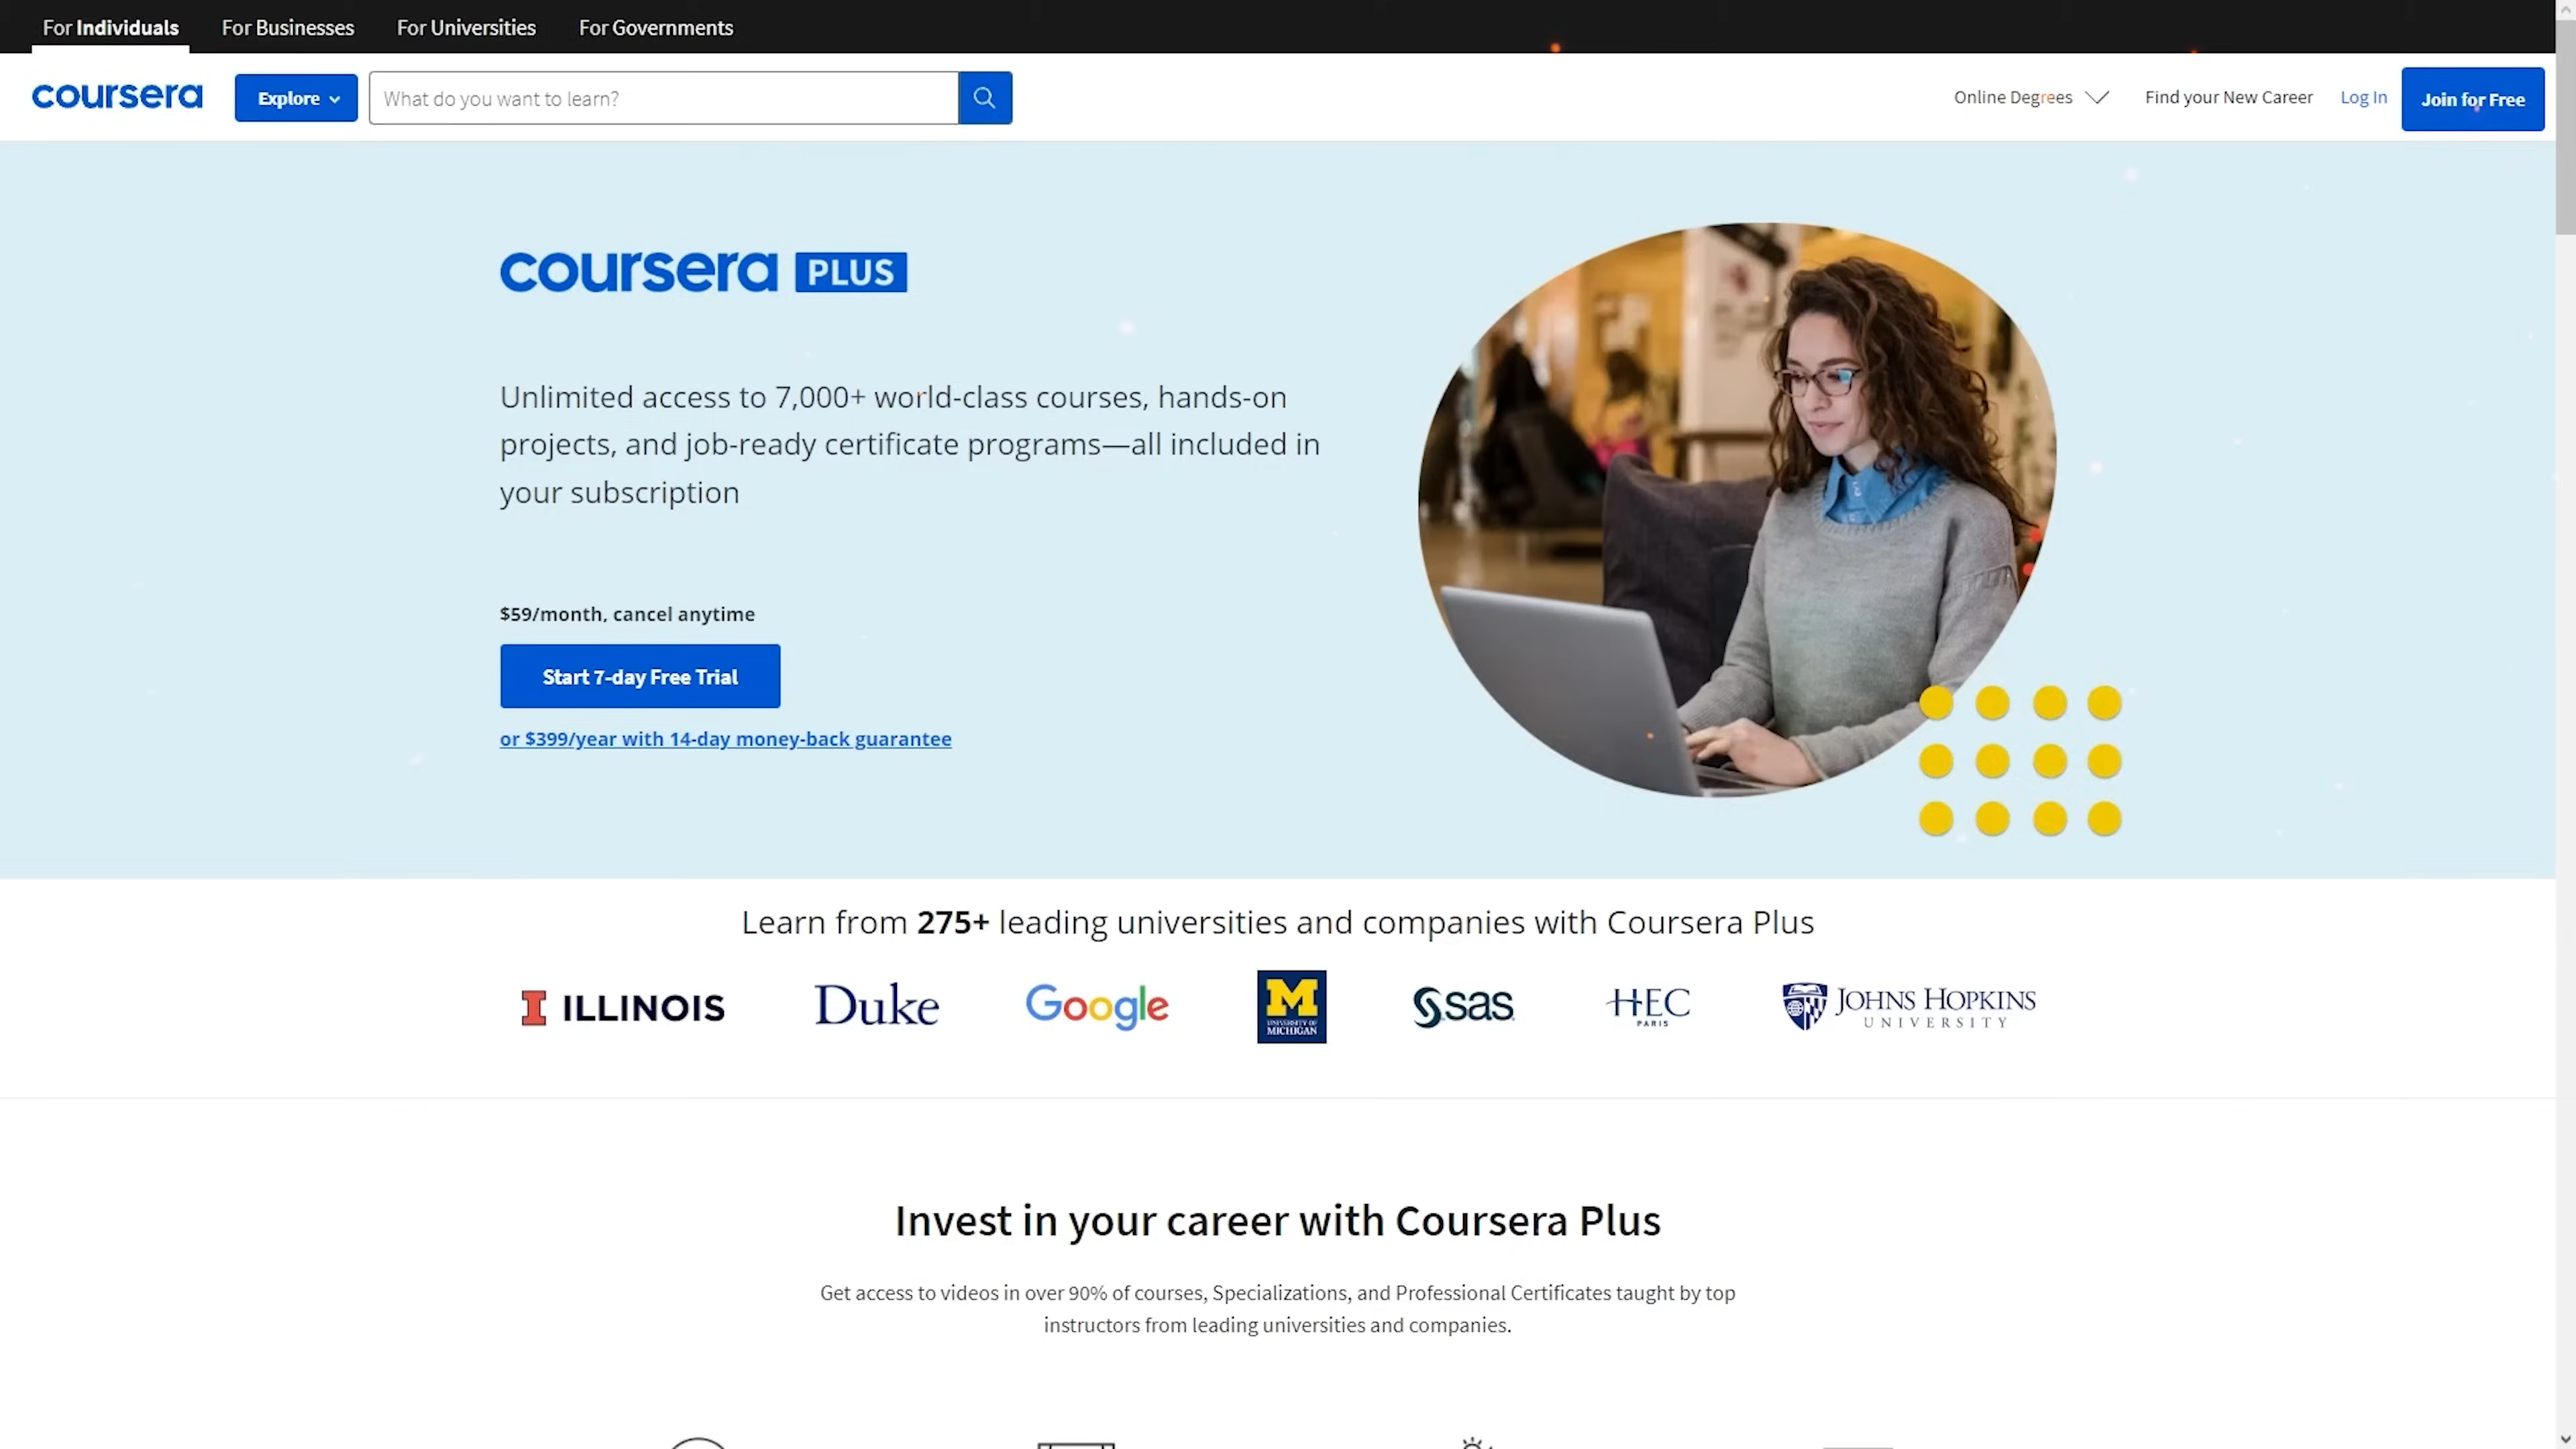 For Individuals For Businesses For Universities For Governments
coursera Explore What do you want to learn? Online Degrees Find your New Career Log In Join for Free
coursera PLUS
Unlimited access to 7,000+ world-class courses, hands-on
projects, and job-ready certificate programs—all included in
your subscription
$59/month, cancel anytime
Start 7-day Free Trial
or $399/year with 14-day money-back guarantee
Learn from 275+ leading universities and companies with Coursera Plus
I ILLINOIS Duke Google M UNIVERSITY OF MICHIGAN sas HEC PARIS JOHNS HOPKINS UNIVERSITY
Invest in your career with Coursera Plus
Get access to videos in over 90% of courses, Specializations, and Professional Certificates taught by top
instructors from leading universities and companies.